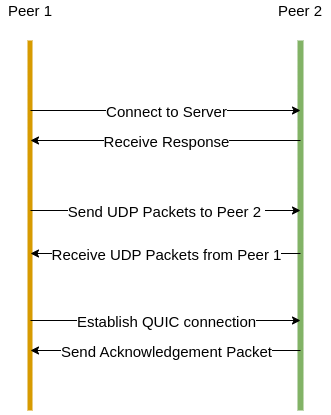 Peer 1
Peer 2
Connect to Server
Receive Response
Send UDP Packets to Peer 2
Receive UDP Packets from Peer 1
Establish QUIC connection
Send Acknowledgement Packet